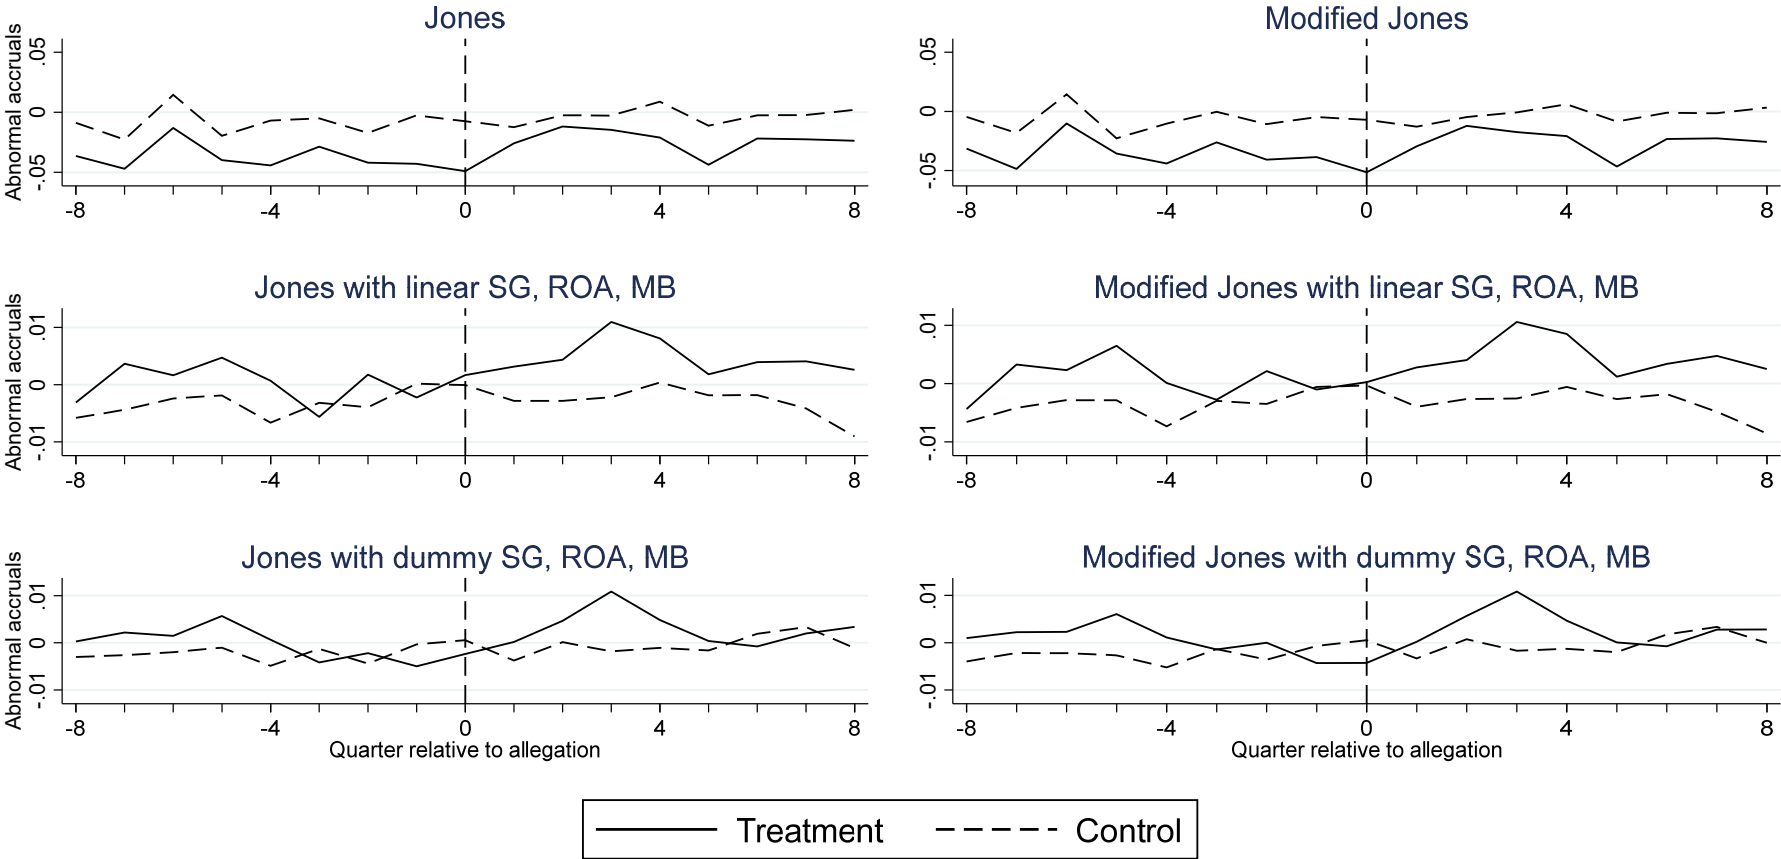 Jones
Abnormal accruals
.05
0
-.05
-8 -4 0 4 8
Modified Jones
.05
0
-.05
-8 -4 0 4 8
Jones with linear SG, ROA, MB
Abnormal accruals
.01
0
-.01
-8 -4 0 4 8
Modified Jones with linear SG, ROA, MB
.01
0
-.01
-8 -4 0 4 8
Jones with dummy SG, ROA, MB
Abnormal accruals
.01
0
-.01
-8 -4 0 4 8
Quarter relative to allegation
Modified Jones with dummy SG, ROA, MB
.01
0
-.01
-8 -4 0 4 8
Quarter relative to allegation
Treatment Control